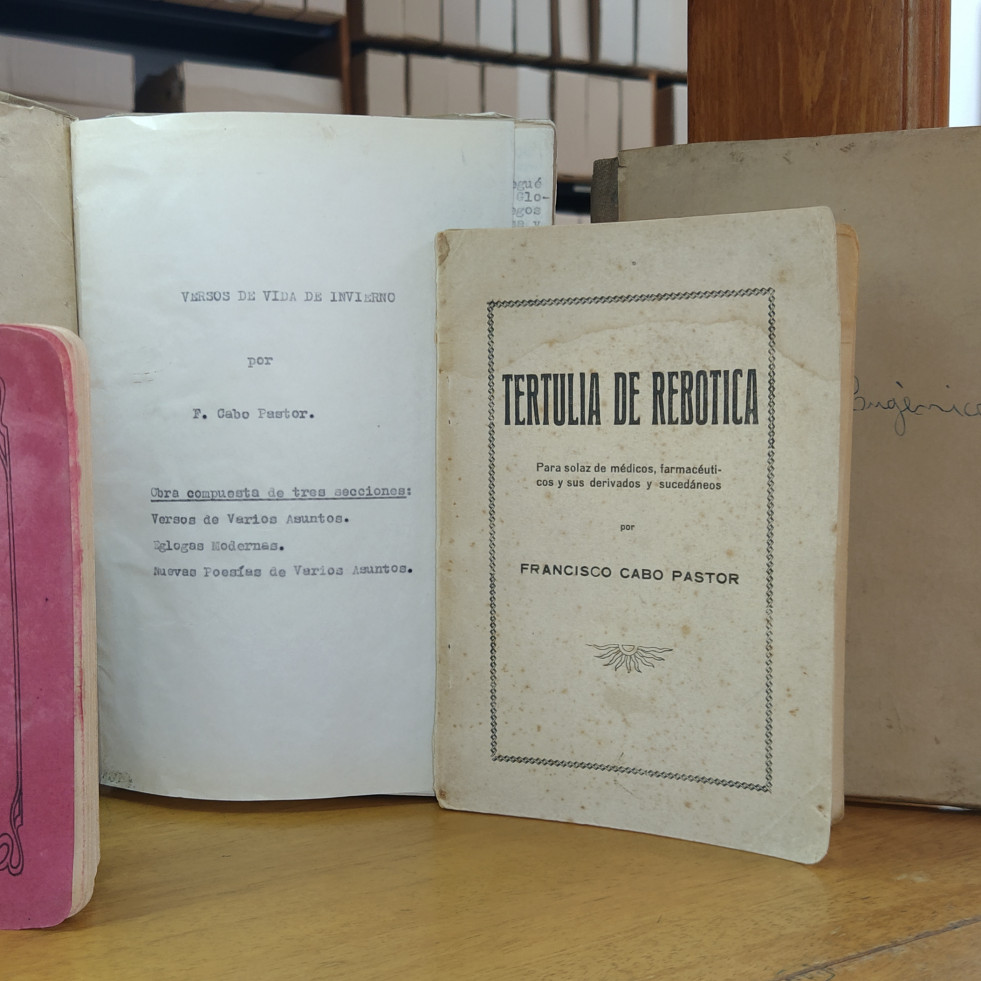 VERSOS DE VIDA DE INVIERNO
por
F. Cabo Pastor.
Obra compuesta de tres secciones:
Versos de Varios Asuntos.
Eglogas Modernas.
Nuevas Poesías de Varios Asuntos.
TERTULIA DE REBOTICA
Para solaz de médicos, farmacéuti-
cos y sus derivados y sucedáneos
por
FRANCISCO CABO PASTOR